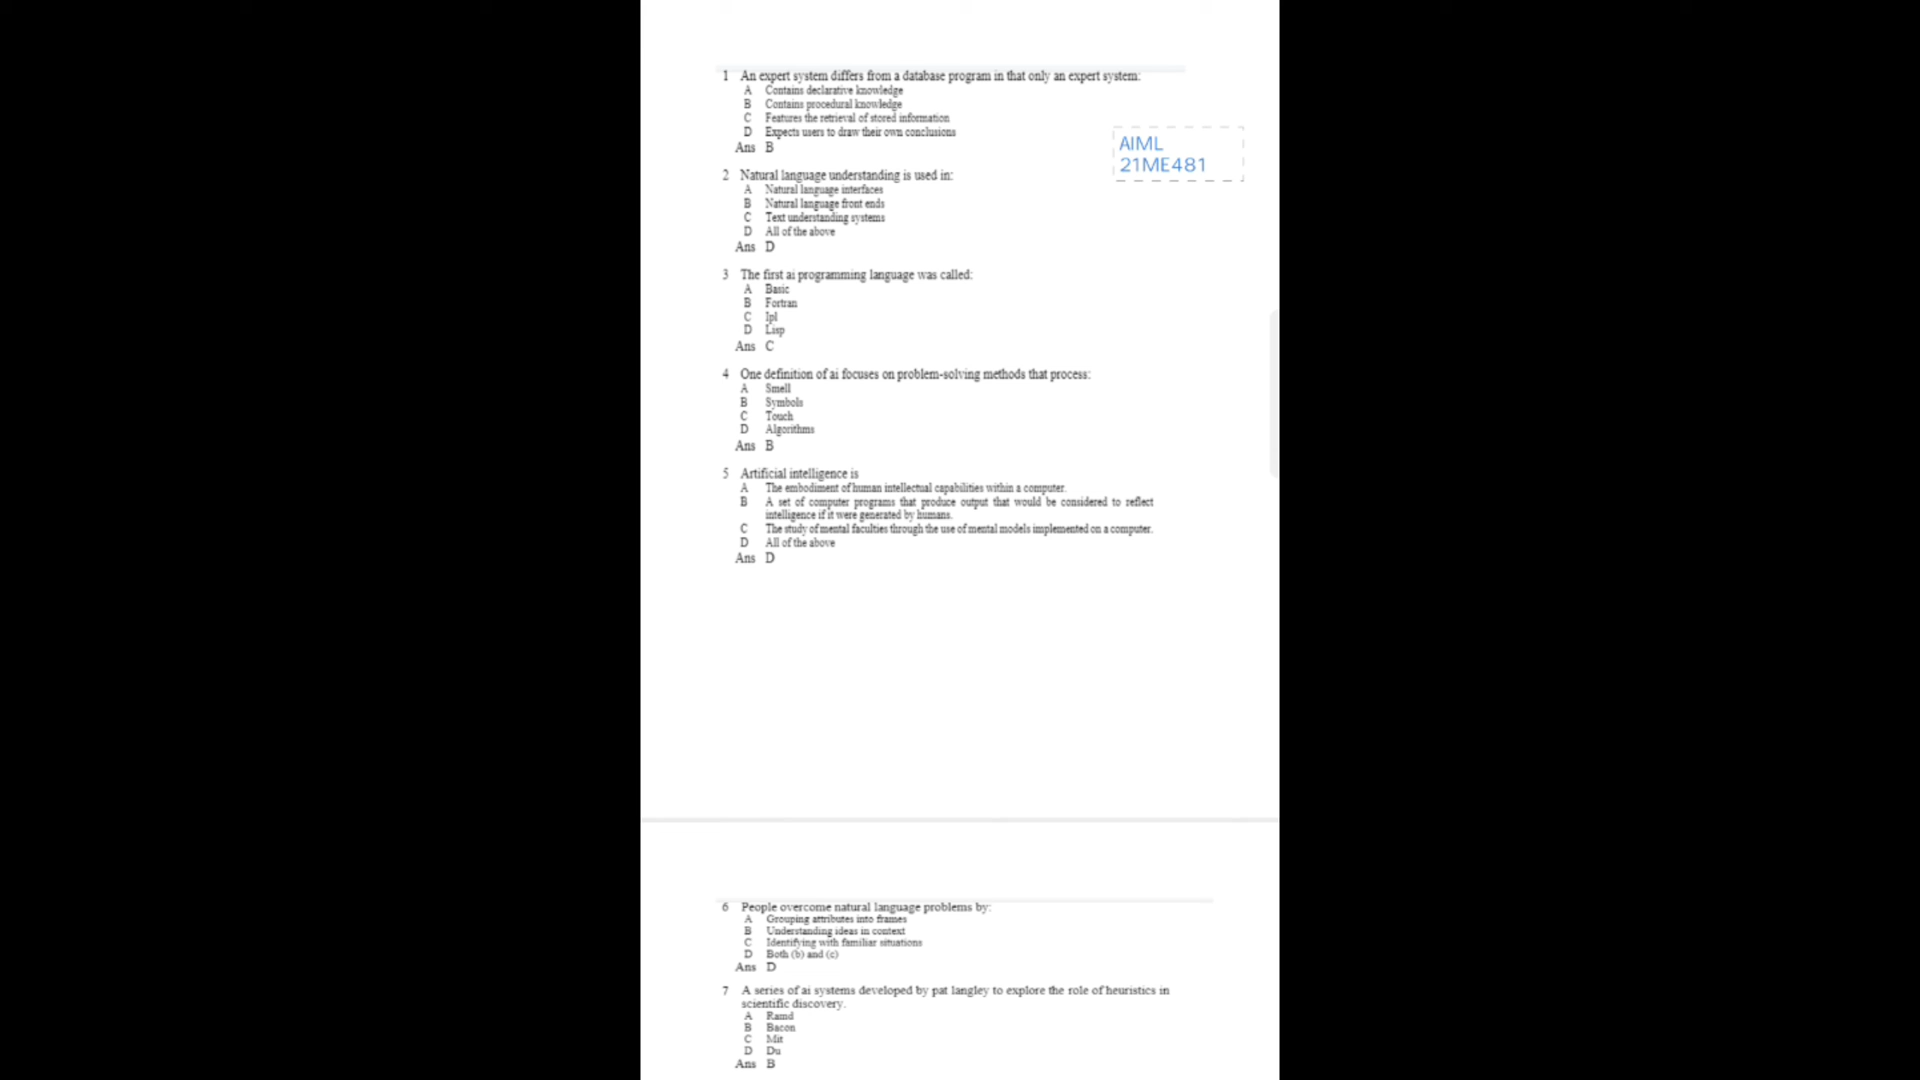 1 An expert system differs from a database program in that only an expert system:
A Contains declarative knowledge
B Contains procedural knowledge
C Features the retrieval of stored information
D Expects users to draw their own conclusions
Ans B
AIML
21ME481
2 Natural language understanding is used in:
A Natural language interfaces
B Natural language front ends
C Text understanding systems
D All of the above
Ans D
3 The first ai programming language was called:
A Basic
B Fortran
C Ipl
D Lisp
Ans C
4 One definition of ai focuses on problem-solving methods that process:
A Smell
B Symbols
C Touch
D Algorithms
Ans B
5 Artificial intelligence is
A The embodiment of human intellectual capabilities within a computer.
B A set of computer programs that produce output that would be considered to reflect
intelligence if it were generated by humans.
C The study of mental faculties through the use of mental models implemented on a computer.
D All of the above
Ans D
6 People overcome natural language problems by:
A Grouping attributes into frames
B Understanding ideas in context
C Identifying with familiar situations
D Both (b) and (c)
Ans D
7 A series of ai systems developed by pat langley to explore the role of heuristics in
scientific discovery.
A Ramd
B Bacon
C Mit
D Du
Ans B